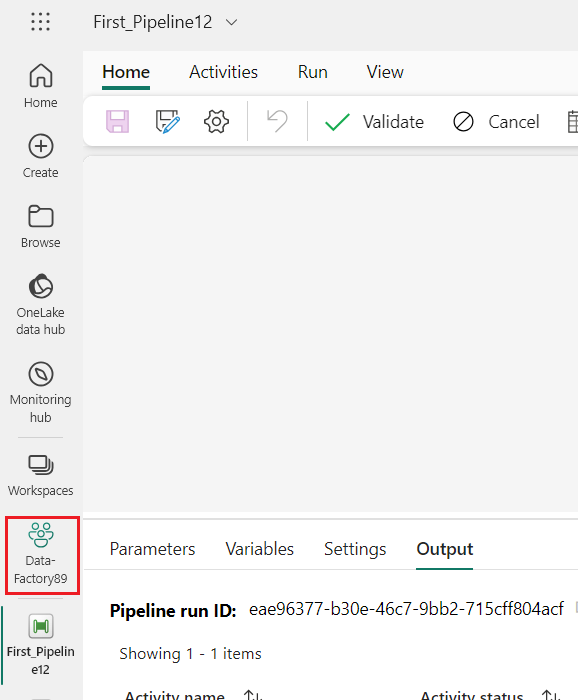 First_Pipeline12
Home Activities Run View
Validate Cancel
Home
Create
Browse
OneLake
data hub
Monitoring
hub
Workspaces
Data-
Factory89
First_Pipelin
e12
Parameters Variables Settings Output
Pipeline run ID: eae96377-b30e-46c7-9bb2-715cff804acf
Showing 1 - 1 items
Activity name Activity status